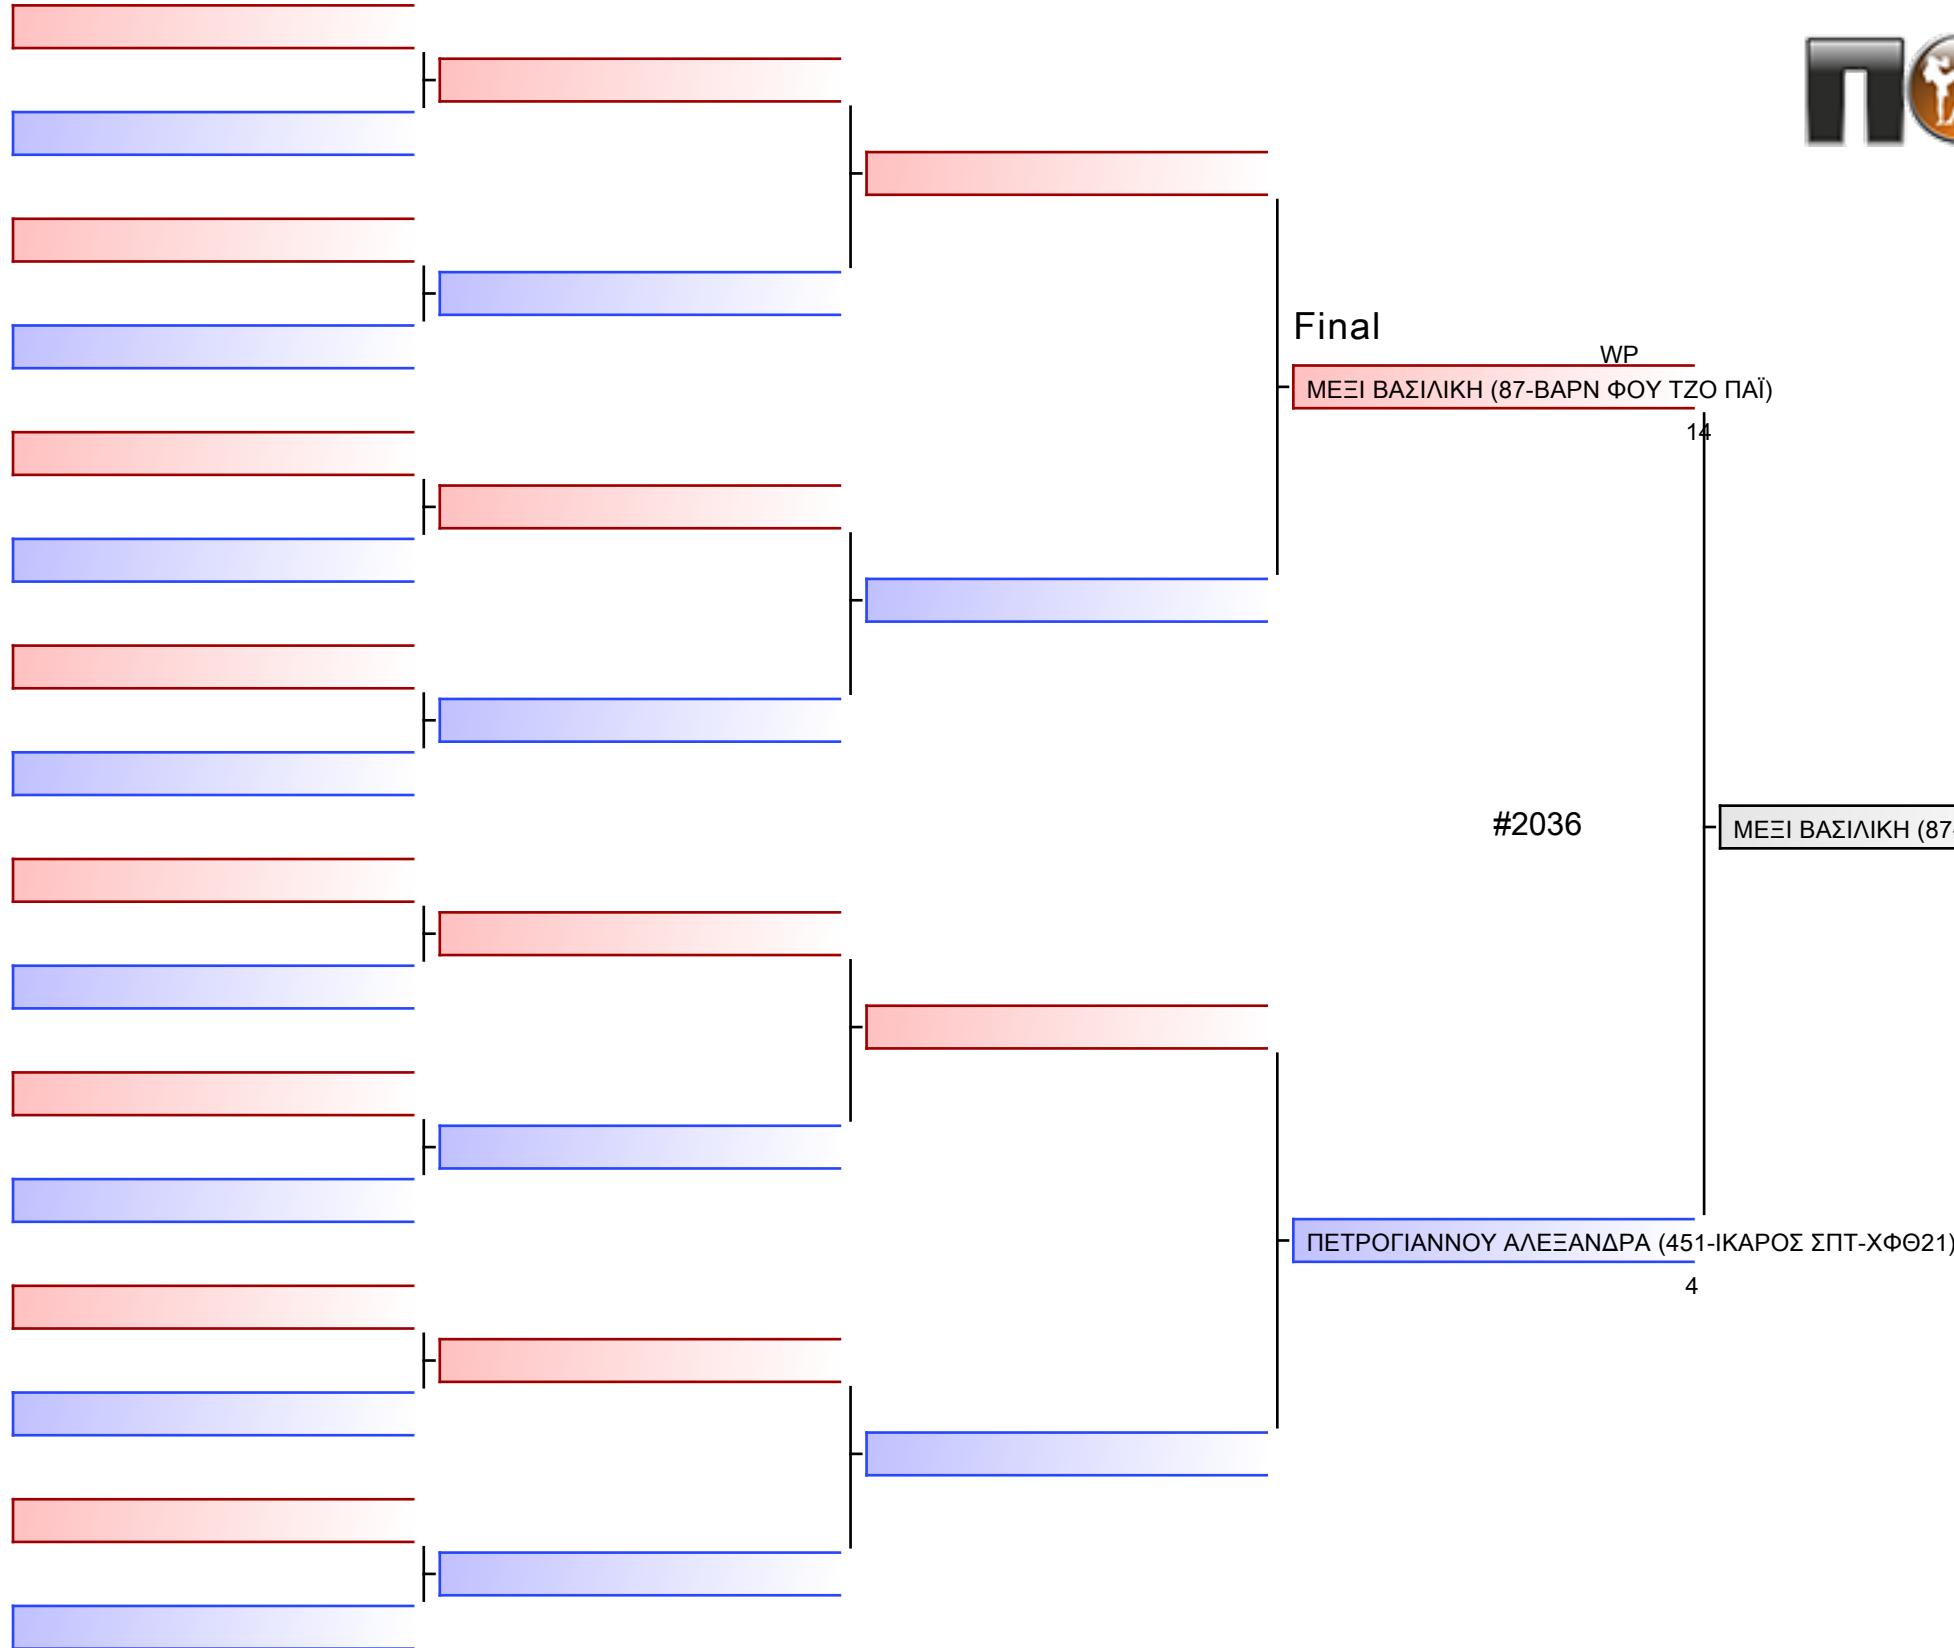 Final
WP
ΜΕΞΙ ΒΑΣΙΛΙΚΗ (87-ΒΑΡΝ ΦΟΥ ΤΖΟ ΠΑΪ)
14
#2036
ΜΕΞΙ ΒΑΣΙΛΙΚΗ (87-
ΠΕΤΡΟΓΙΑΝΝΟΥ ΑΛΕΞΑΝΔΡΑ (451-ΙΚΑΡΟΣ ΣΠΤ-ΧΦΘ21)
4